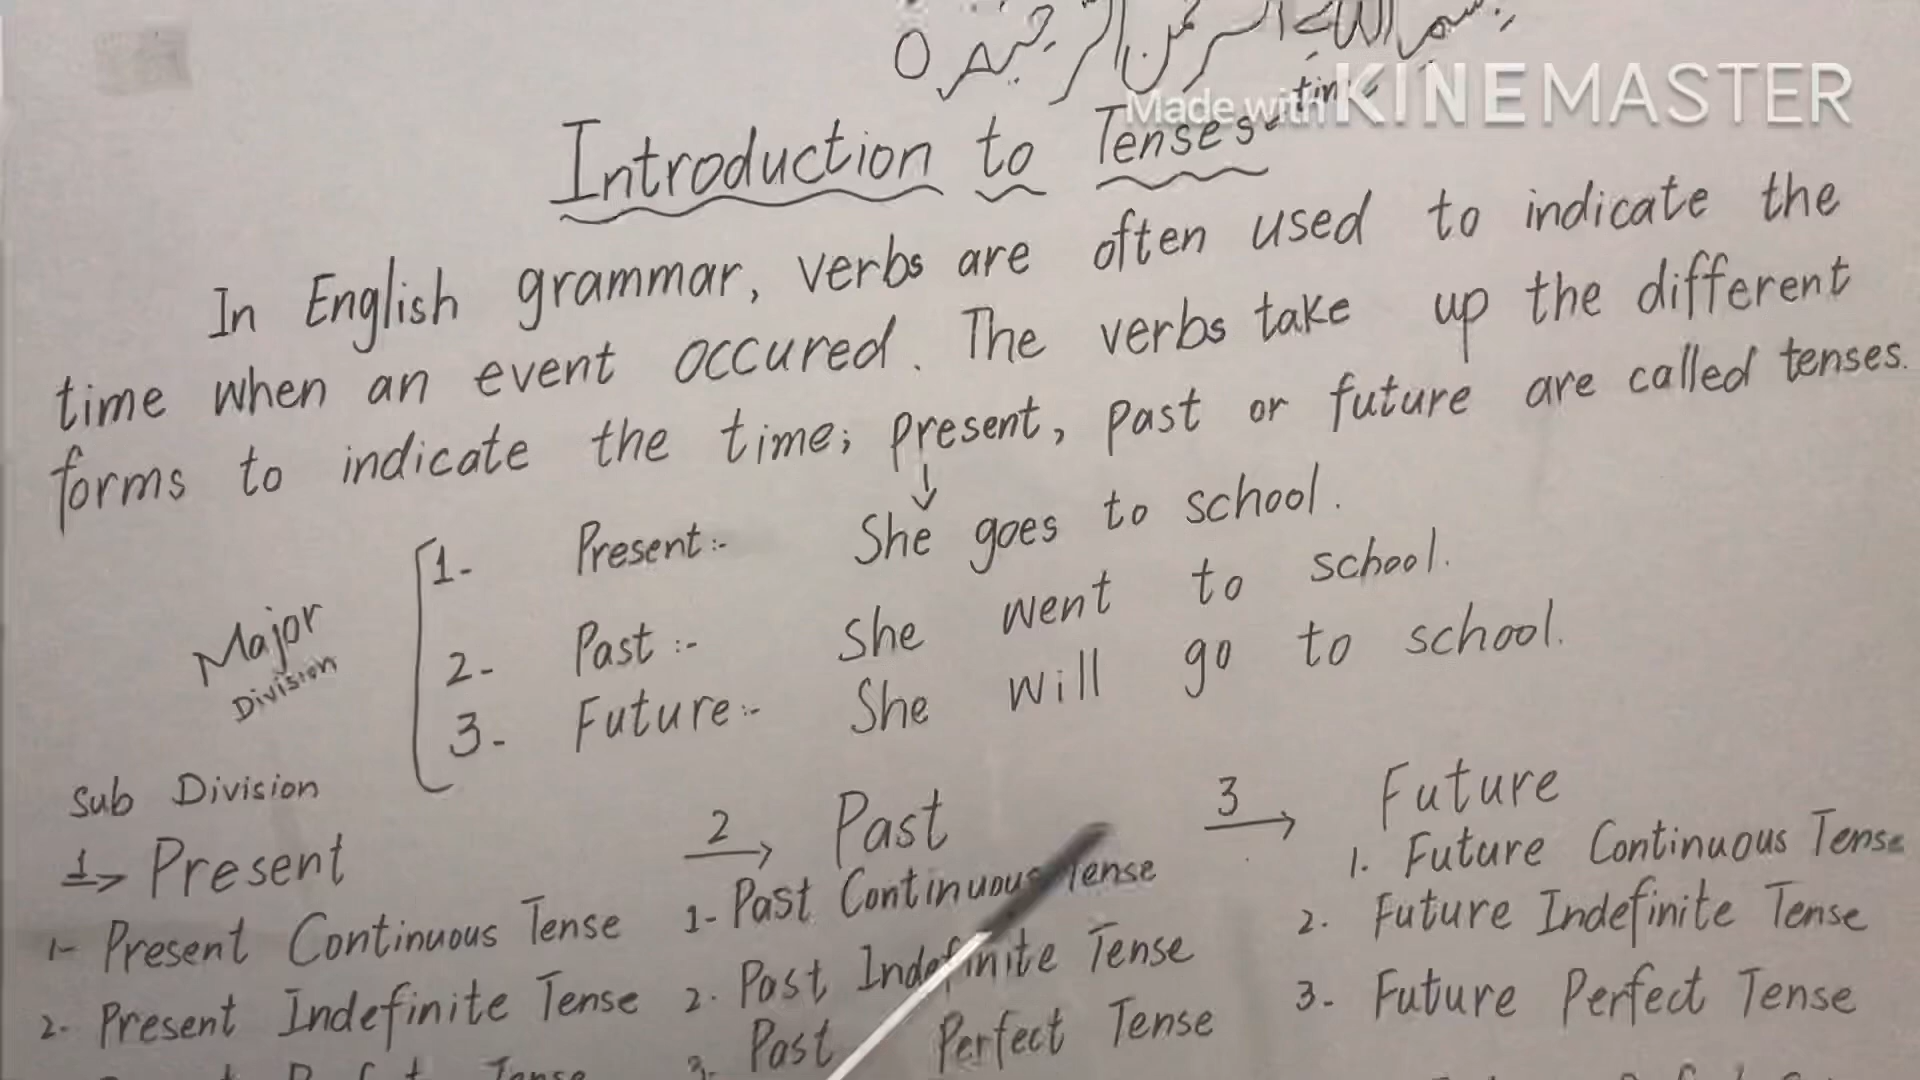 بسم اللہ الرحمن الرحیم O
Made with KINEMASTER
Introduction to Tenses
In English grammar, verbs are often used to indicate the
time when an event occured. The verbs take up the different
forms to indicate the time; present, past or future are called tenses.
1- Present:- She goes to school.
2- Past:- She went to school.
3- Future:- She will go to school.
Major
Division
Sub Division
1 Present
1- Present Continuous Tense
2- Present Indefinite Tense
2 Past
1- Past Continuous Tense
2. Past Indefinite Tense
3. Past Perfect Tense
3 Future
1. Future Continuous Tense
2. Future Indefinite Tense
3- Future Perfect Tense